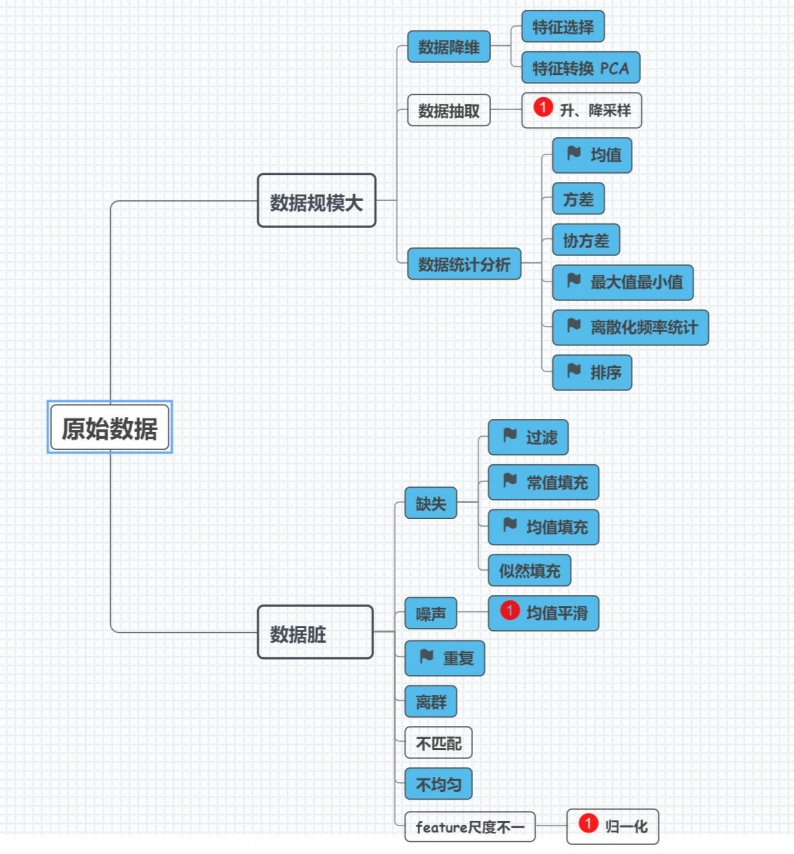 数据降维
特征选择
特征转换 PCA
数据抽取
1 升、降采样
数据规模大
数据统计分析
均值
方差
协方差
最大值最小值
离散化频率统计
排序
原始数据
缺失
过滤
常值填充
均值填充
似然填充
数据脏
噪声
1 均值平滑
重复
离群
不匹配
不均匀
feature尺度不一
1 归一化